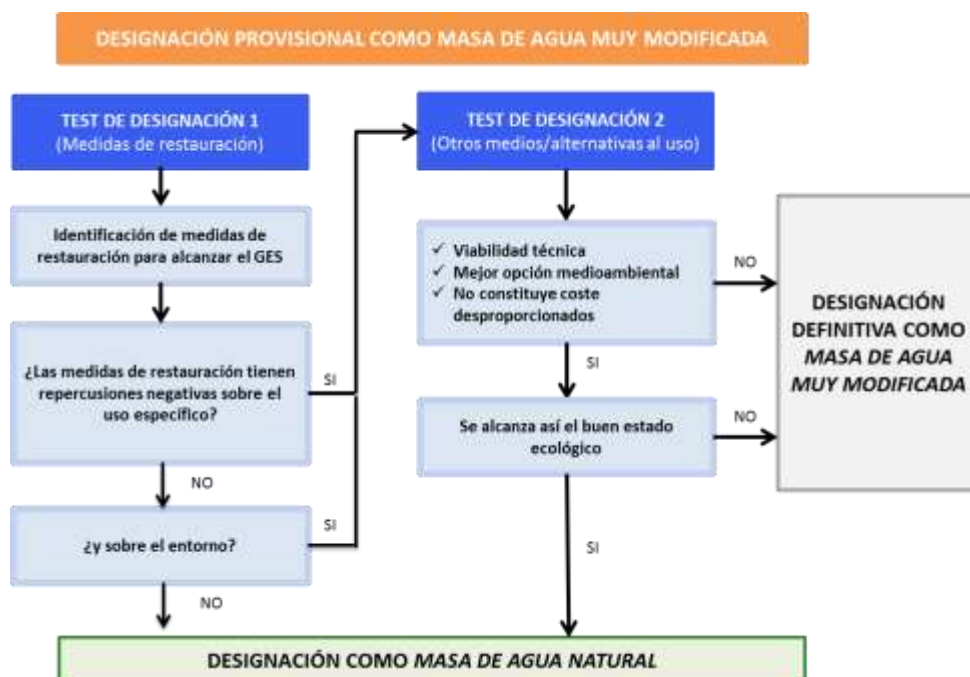 DESIGNACIÓN PROVISIONAL COMO MASA DE AGUA MUY MODIFICADA
TEST DE DESIGNACIÓN 1
(Medidas de restauración)
Identificación de medidas de
restauración para alcanzar el GES
¿Las medidas de restauración tienen
repercusiones negativas sobre el
uso específico?
SI
NO
¿y sobre el entorno?
SI
NO
TEST DE DESIGNACIÓN 2
(Otros medios/alternativas al uso)
✓ Viabilidad técnica
✓ Mejor opción medioambiental
✓ No constituye coste
desproporcionados
NO
SI
Se alcanza así el buen estado
ecológico
NO
SI
DESIGNACIÓN
DEFINITIVA COMO
MASA DE AGUA
MUY MODIFICADA
DESIGNACIÓN COMO MASA DE AGUA NATURAL